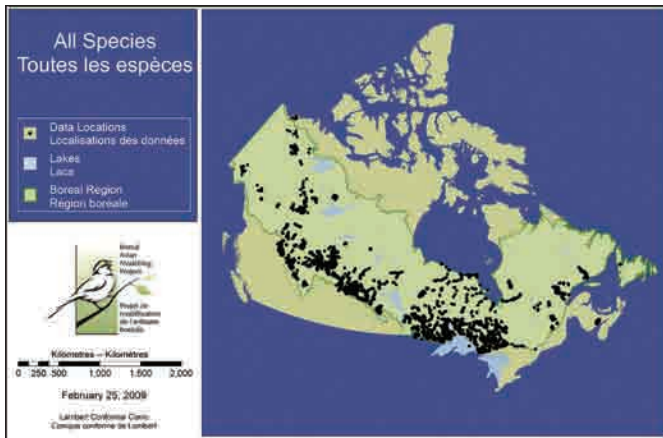 All Species
Toutes les espèces
Data Locations
Localisations des données
Lakes
Lacs
Boreal Region
Région boréale
Boreal
Avian
Modelling
Project
Projet de
modélisation
de l'avifaune
boréale
Kilometres – Kilomètres
0 250 500 1,000 1,500 2,000
February 25, 2009
Lambert Conformal Conic
Conique conforme de Lambert